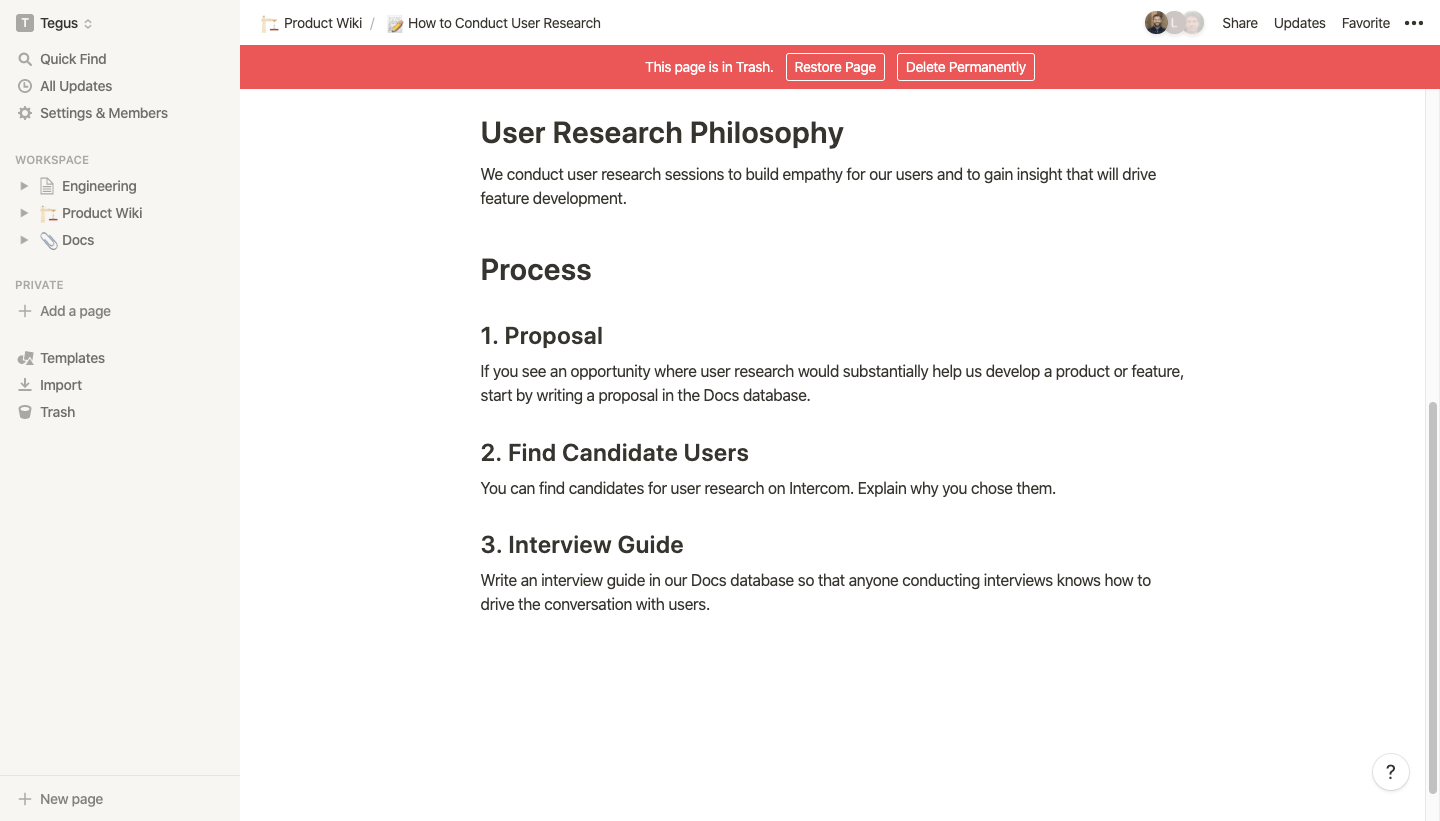 T Tegus
Quick Find
All Updates
Settings & Members
WORKSPACE
Engineering
Product Wiki
Docs
PRIVATE
Add a page
Templates
Import
Trash
New page
Product Wiki / How to Conduct User Research
L
Share Updates Favorite
This page is in Trash. Restore Page Delete Permanently
User Research Philosophy
We conduct user research sessions to build empathy for our users and to gain insight that will drive
feature development.
Process
1. Proposal
If you see an opportunity where user research would substantially help us develop a product or feature,
start by writing a proposal in the Docs database.
2. Find Candidate Users
You can find candidates for user research on Intercom. Explain why you chose them.
3. Interview Guide
Write an interview guide in our Docs database so that anyone conducting interviews knows how to
drive the conversation with users.
?